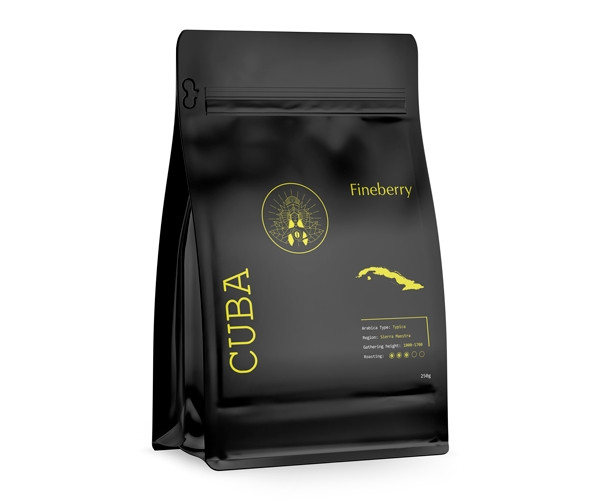 Fineberry
CUBA
Arabica Type: Typica
Region: Sierra Maestra
Gathering height: 1000-1700
Roasting:
250g